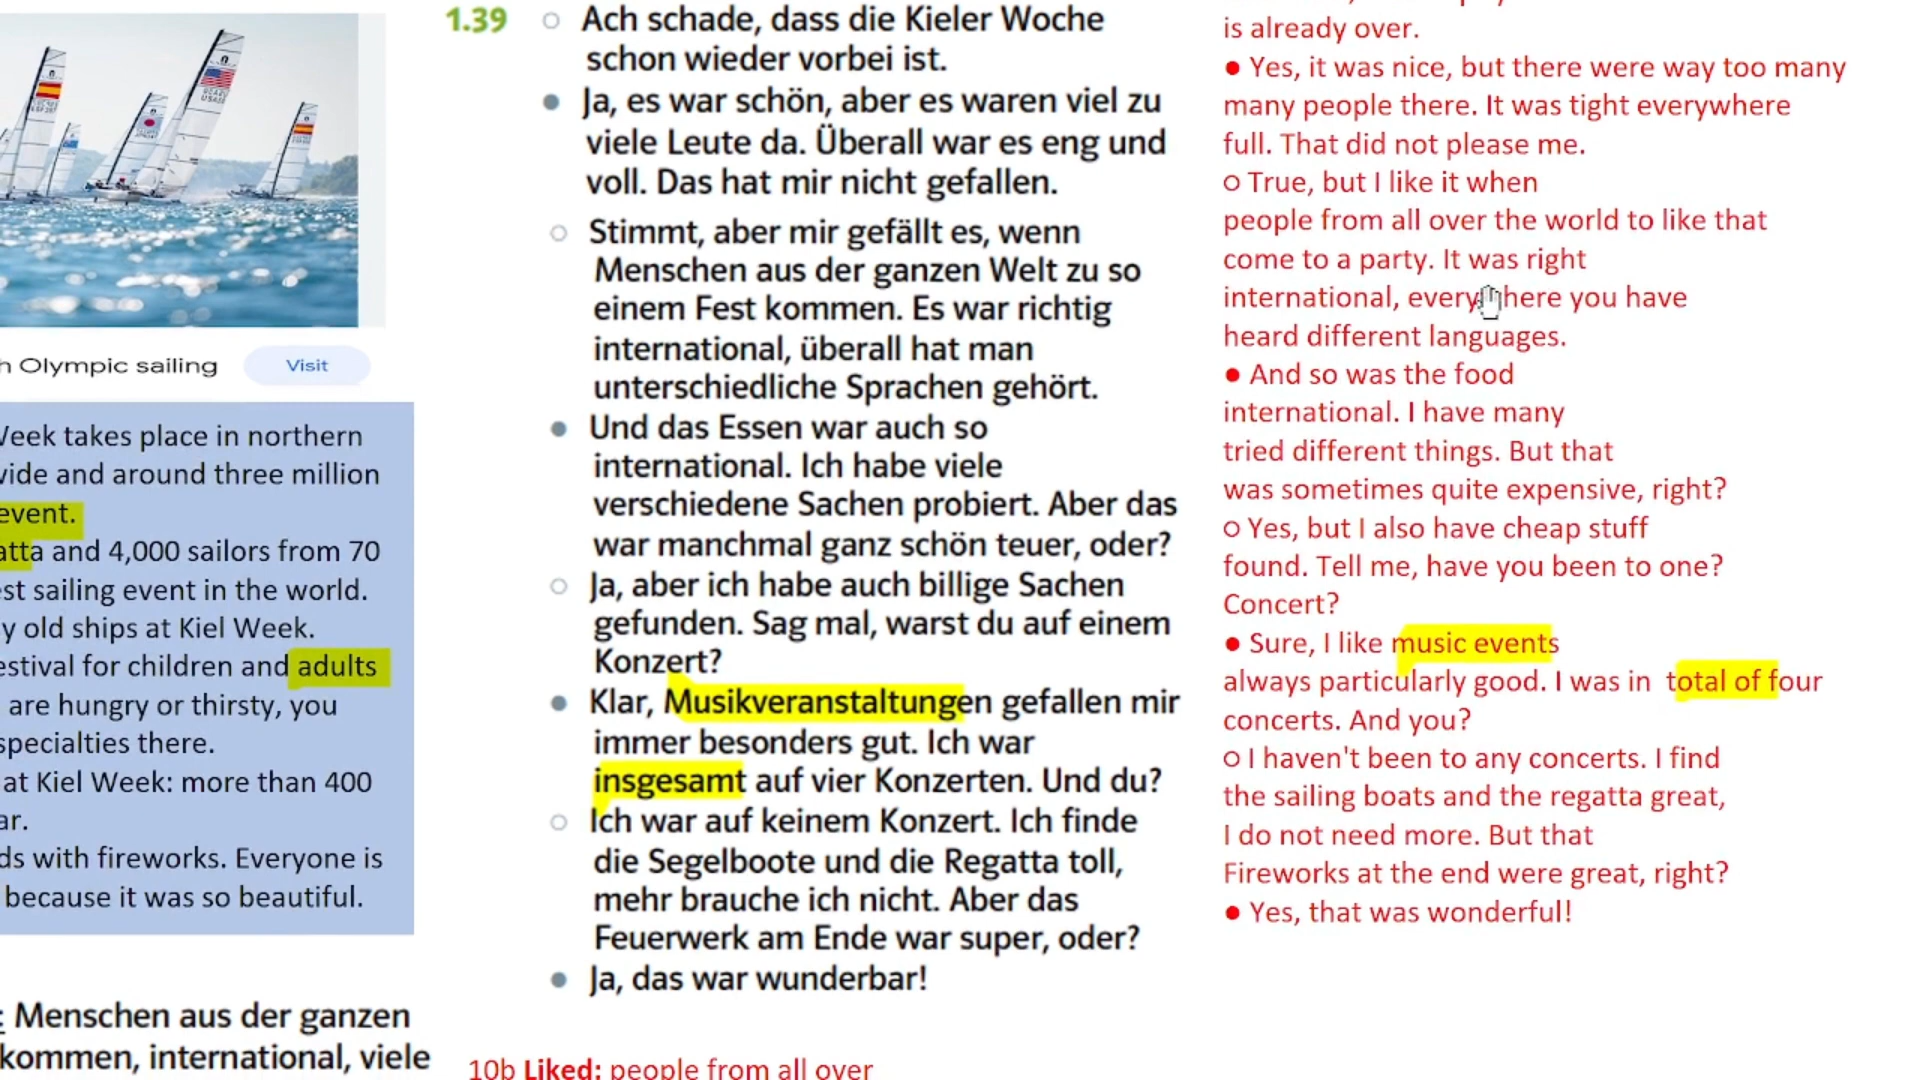 h Olympic sailing
Visit
Week takes place in northern
wide and around three million
event.
atta and 4,000 sailors from 70
est sailing event in the world.
y old ships at Kiel Week.
estival for children and adults
are hungry or thirsty, you
specialties there.
at Kiel Week: more than 400
ar.
ds with fireworks. Everyone is
because it was so beautiful.
: Menschen aus der ganzen
kommen, international, viele
1.39
○ Ach schade, dass die Kieler Woche
schon wieder vorbei ist.
● Ja, es war schön, aber es waren viel zu
viele Leute da. Überall war es eng und
voll. Das hat mir nicht gefallen.
○ Stimmt, aber mir gefällt es, wenn
Menschen aus der ganzen Welt zu so
einem Fest kommen. Es war richtig
international, überall hat man
unterschiedliche Sprachen gehört.
● Und das Essen war auch so
international. Ich habe viele
verschiedene Sachen probiert. Aber das
war manchmal ganz schön teuer, oder?
○ Ja, aber ich habe auch billige Sachen
gefunden. Sag mal, warst du auf einem
Konzert?
● Klar, Musikveranstaltungen gefallen mir
immer besonders gut. Ich war
insgesamt auf vier Konzerten. Und du?
○ Ich war auf keinem Konzert. Ich finde
die Segelboote und die Regatta toll,
mehr brauche ich nicht. Aber das
Feuerwerk am Ende war super, oder?
● Ja, das war wunderbar!
10b Liked: people from all over
is already over.
● Yes, it was nice, but there were way too many
many people there. It was tight everywhere
full. That did not please me.
○ True, but I like it when
people from all over the world to like that
come to a party. It was right
international, everywhere you have
heard different languages.
● And so was the food
international. I have many
tried different things. But that
was sometimes quite expensive, right?
○ Yes, but I also have cheap stuff
found. Tell me, have you been to one?
Concert?
● Sure, I like music events
always particularly good. I was in total of four
concerts. And you?
○ I haven't been to any concerts. I find
the sailing boats and the regatta great,
I do not need more. But that
Fireworks at the end were great, right?
● Yes, that was wonderful!